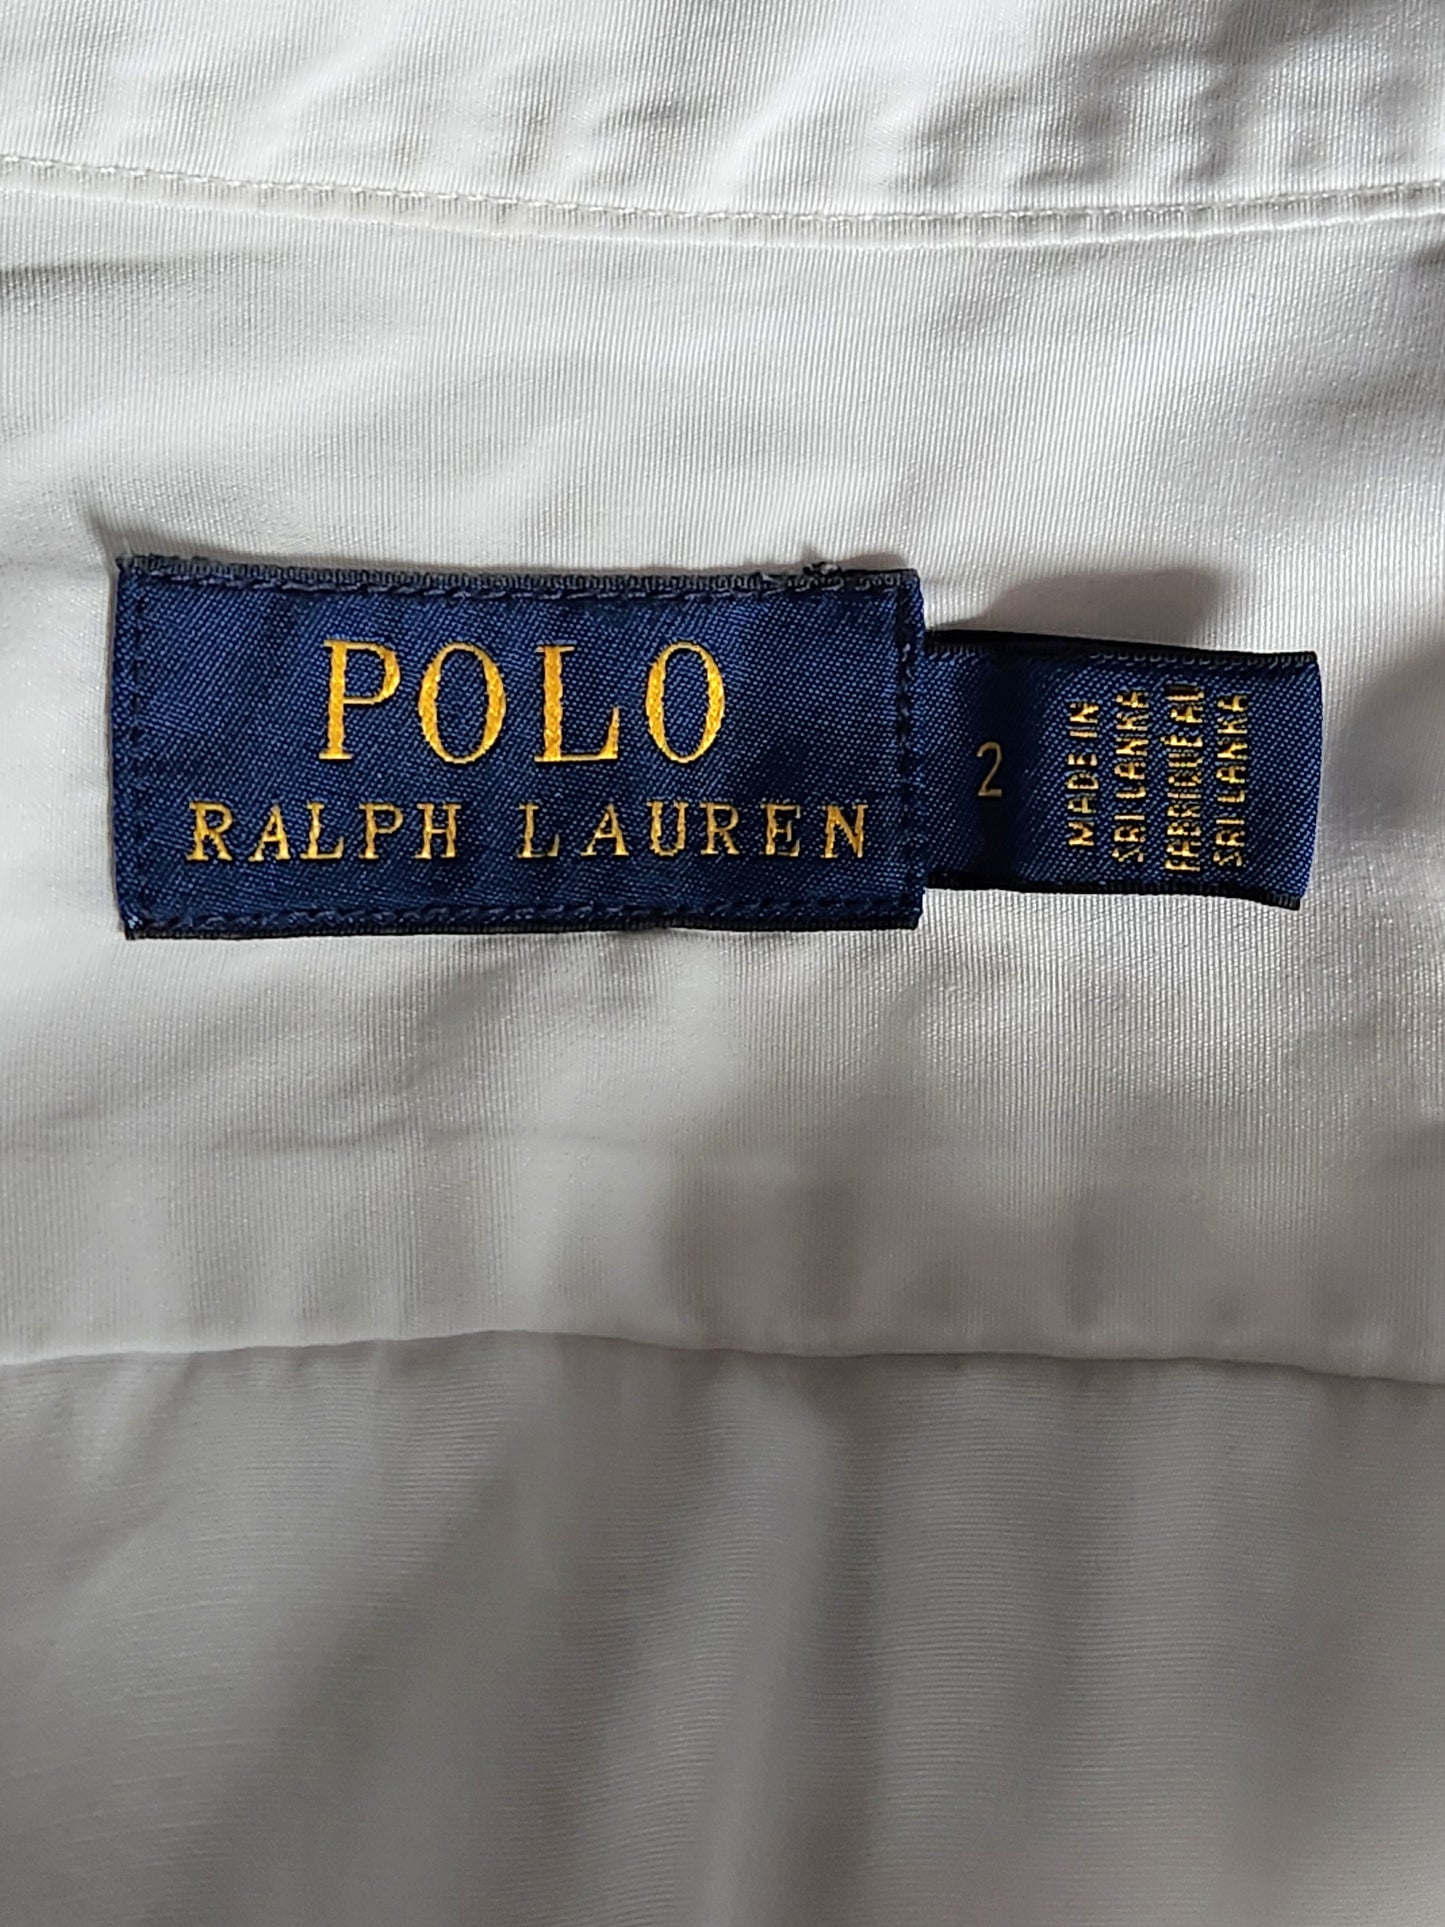 POLO
RALPH LAUREN
2
MADE IN
SRI LANKA
FABRIQUÉ AU
SRI LANKA